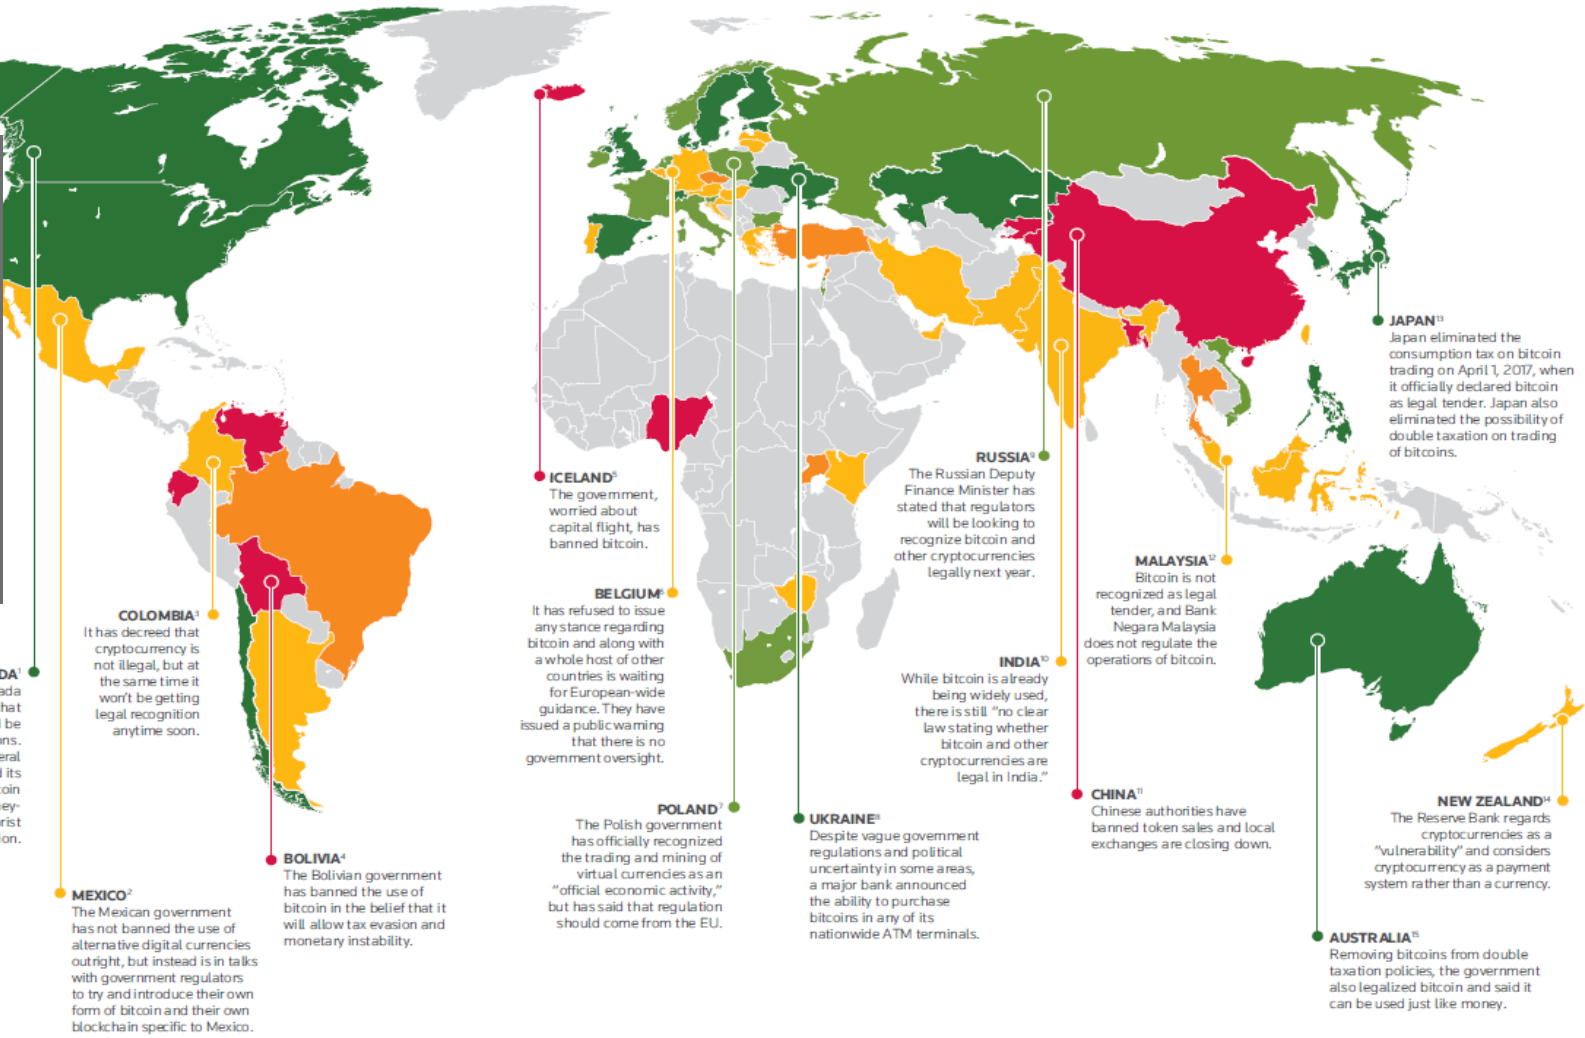 JAPAN13
Japan eliminated the
consumption tax on bitcoin
trading on April 1, 2017, when
it officially declared bitcoin
as legal tender. Japan also
eliminated the possibility of
double taxation on trading
of bitcoins.
RUSSIA9
The Russian Deputy
Finance Minister has
stated that regulators
will be looking to
recognize bitcoin and
other cryptocurrencies
legally next year.
ICELAND5
The government,
worried about
capital flight, has
banned bitcoin.
MALAYSIA12
Bitcoin is not
recognized as legal
tender, and Bank
Negara Malaysia
does not regulate the
operations of bitcoin.
BELGIUM6
It has refused to issue
any stance regarding
bitcoin and along with
a whole host of other
countries is waiting
for European-wide
guidance. They have
issued a public warning
that there is no
government oversight.
COLOMBIA3
It has decreed that
cryptocurrency is
not illegal, but at
the same time it
won't be getting
legal recognition
anytime soon.
INDIA10
While bitcoin is already
being widely used,
there is still "no clear
law stating whether
bitcoin and other
cryptocurrencies are
legal in India."
DA1
ada
hat
d be
ons.
eral
d its
coin
ey-
rist
ion.
CHINA11
Chinese authorities have
banned token sales and local
exchanges are closing down.
NEW ZEALAND14
The Reserve Bank regards
cryptocurrencies as a
"vulnerability" and considers
cryptocurrency as a payment
system rather than a currency.
POLAND7
The Polish government
has officially recognized
the trading and mining of
virtual currencies as an
"official economic activity,"
but has said that regulation
should come from the EU.
UKRAINE8
Despite vague government
regulations and political
uncertainty in some areas,
a major bank announced
the ability to purchase
bitcoins in any of its
nationwide ATM terminals.
BOLIVIA4
The Bolivian government
has banned the use of
bitcoin in the belief that it
will allow tax evasion and
monetary instability.
MEXICO2
The Mexican government
has not banned the use of
alternative digital currencies
outright, but instead is in talks
with government regulators
to try and introduce their own
form of bitcoin and their own
blockchain specific to Mexico.
AUSTRALIA15
Removing bitcoins from double
taxation policies, the government
also legalized bitcoin and said it
can be used just like money.